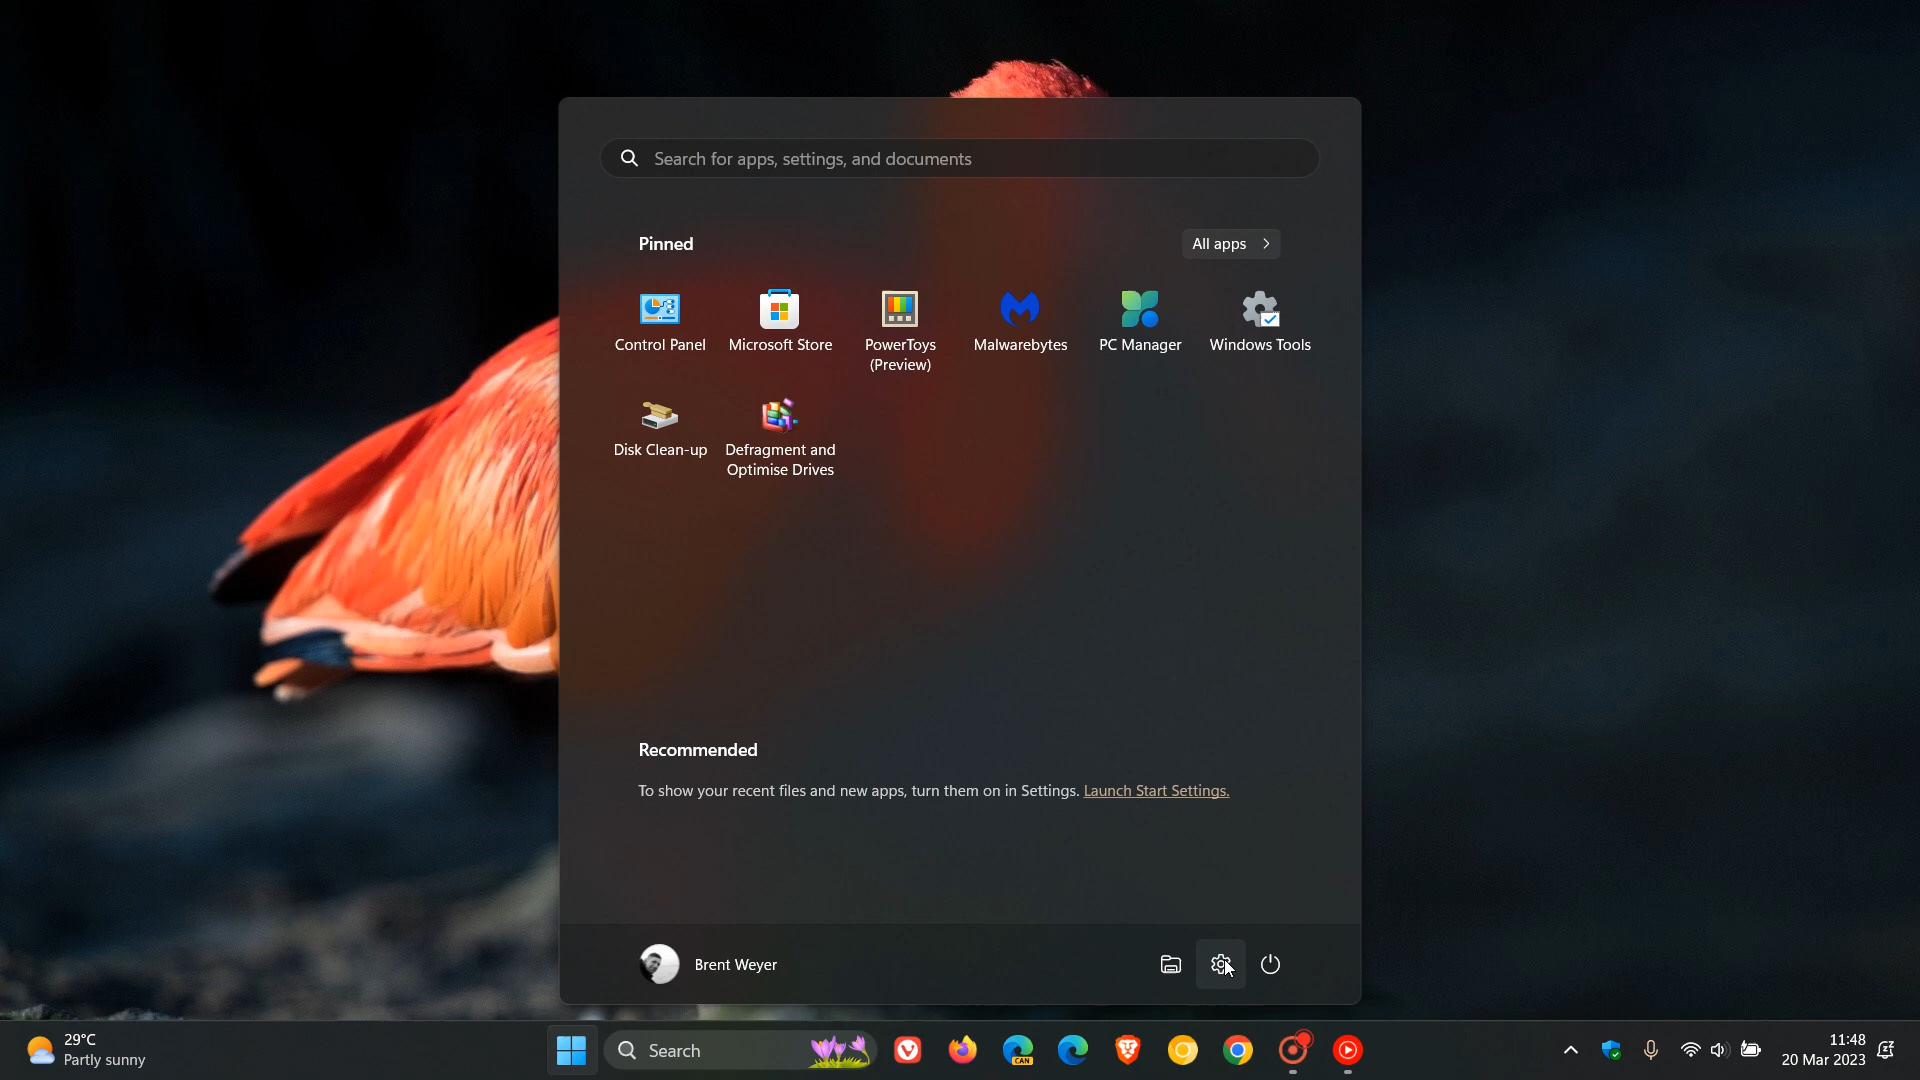 Search for apps, settings, and documents
Pinned
All apps
Control Panel
Microsoft Store
PowerToys
(Preview)
Malwarebytes
PC Manager
Windows Tools
Disk Clean-up
Defragment and
Optimise Drives
Recommended
To show your recent files and new apps, turn them on in Settings. Launch Start Settings.
Brent Weyer
29°C
Partly sunny
Search
CAN
11:48
20 Mar 2023